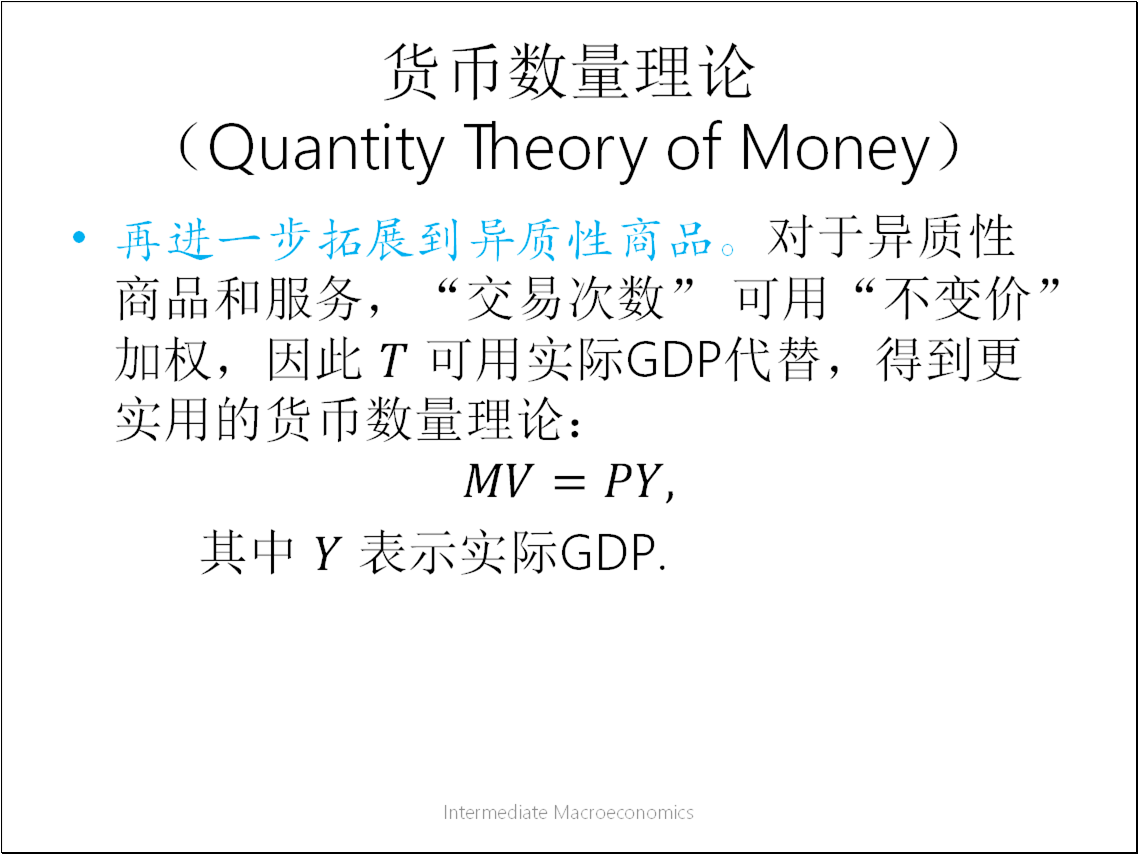 货币数量理论
（Quantity Theory of Money）
• 再进一步拓展到异质性商品。对于异质性
商品和服务，“交易次数” 可用“不变价”
加权，因此 T 可用实际GDP代替，得到更
实用的货币数量理论：
MV = PY,
其中 Y 表示实际GDP.
Intermediate Macroeconomics